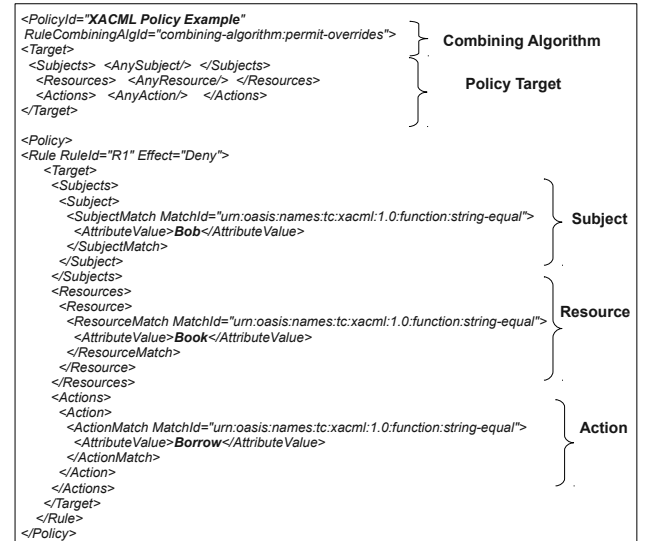 <PolicyId="XACML Policy Example"
RuleCombiningAlgId="combining-algorithm:permit-overrides">
Combining Algorithm
<Target>
<Subjects> <AnySubject/> </Subjects>
<Resources> <AnyResource/> </Resources>
<Actions> <AnyAction/> </Actions>
</Target>
Policy Target
<Policy>
<Rule RuleId="R1" Effect="Deny">
<Target>
<Subjects>
<Subject>
<SubjectMatch MatchId="urn:oasis:names:tc:xacml:1.0:function:string-equal">
<AttributeValue>Bob</AttributeValue>
</SubjectMatch>
</Subject>
</Subjects>
Subject
<Resources>
<Resource>
<ResourceMatch MatchId="urn:oasis:names:tc:xacml:1.0:function:string-equal">
<AttributeValue>Book</AttributeValue>
</ResourceMatch>
</Resource>
</Resources>
Resource
<Actions>
<Action>
<ActionMatch MatchId="urn:oasis:names:tc:xacml:1.0:function:string-equal">
<AttributeValue>Borrow</AttributeValue>
</ActionMatch>
</Action>
</Actions>
Action
</Target>
</Rule>
</Policy>